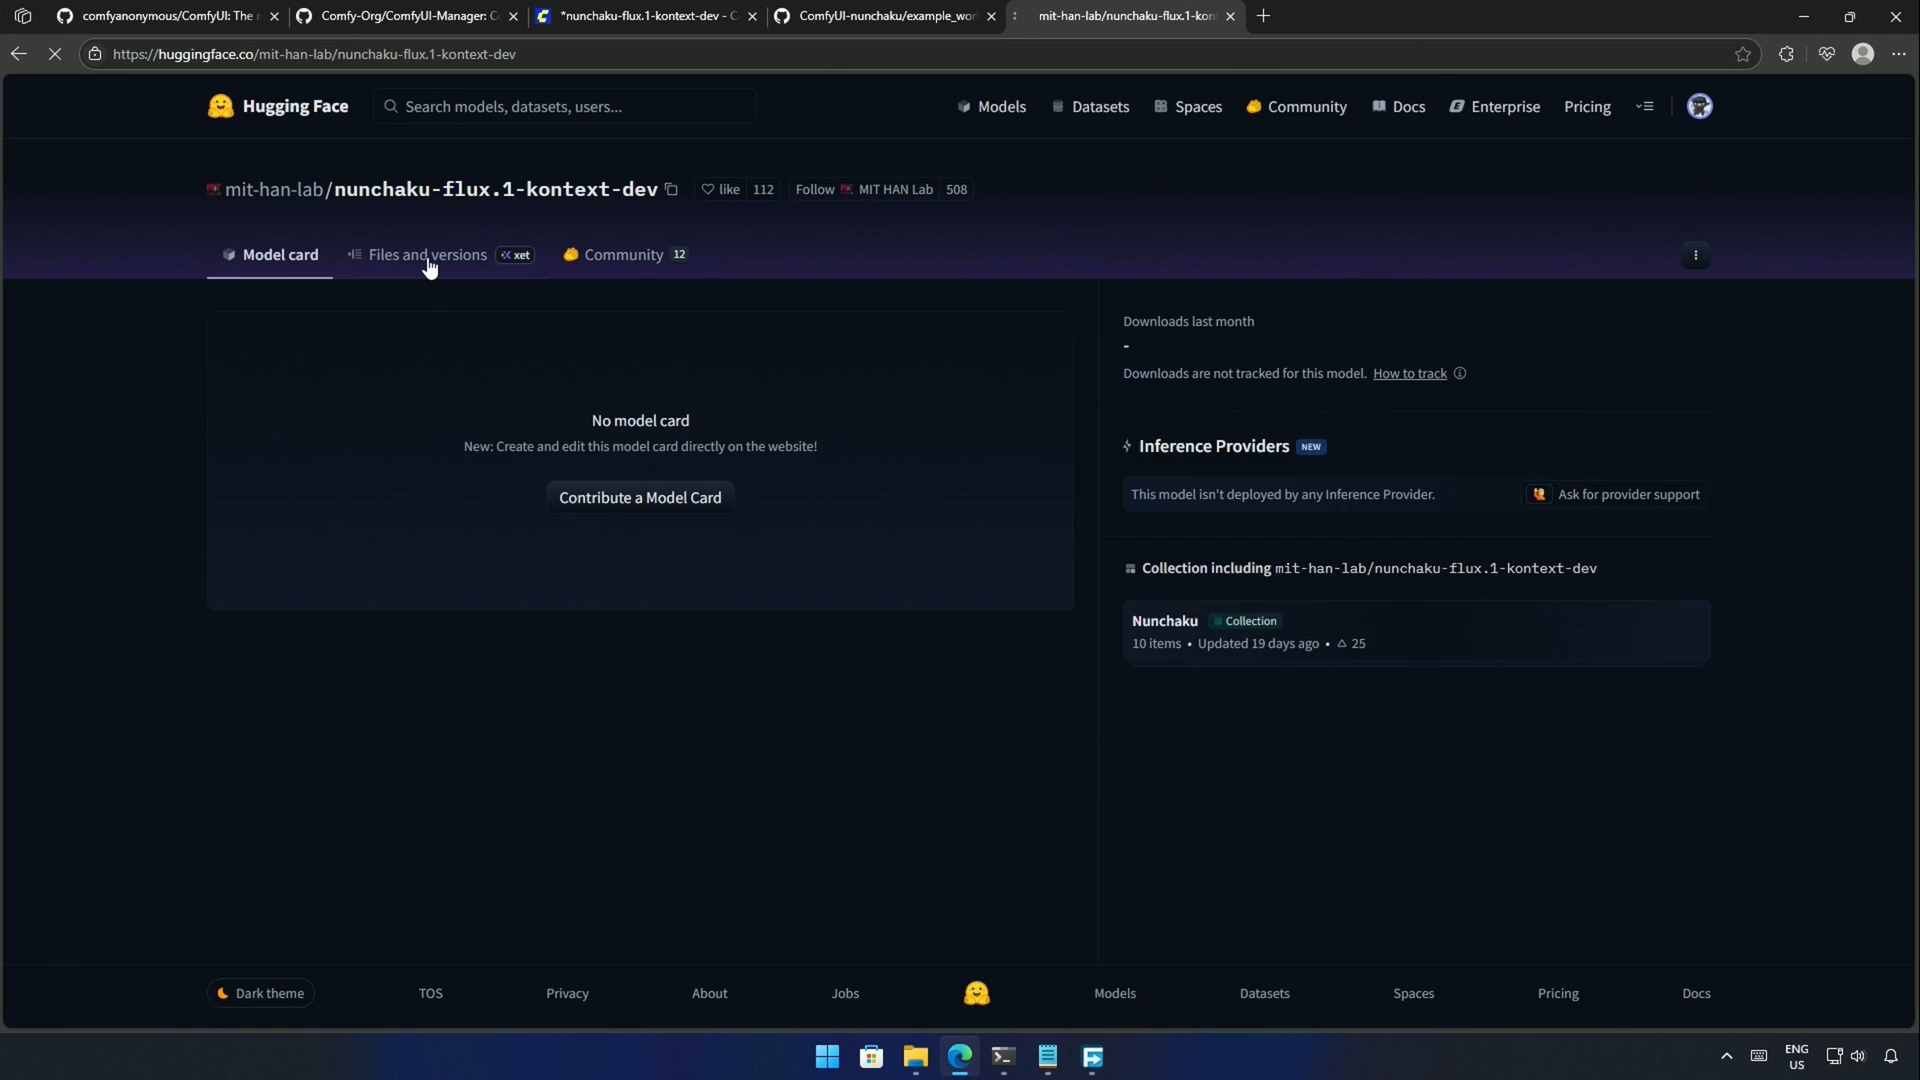 comfyanonymous/ComfyUI: The
Comfy-Org/ComfyUI-Manager: C
*nunchaku-flux.1-kontext-dev - C
ComfyUI-nunchaku/example_wor
mit-han-lab/nunchaku-flux.1-kont
https://huggingface.co/mit-han-lab/nunchaku-flux.1-kontext-dev
Hugging Face
Search models, datasets, users...
Models
Datasets
Spaces
Community
Docs
Enterprise
Pricing
mit-han-lab/nunchaku-flux.1-kontext-dev
like 112
Follow MIT HAN Lab 508
Model card
Files and versions xet
Community 12
No model card
New: Create and edit this model card directly on the website!
Contribute a Model Card
Downloads last month
-
Downloads are not tracked for this model. How to track
Inference Providers NEW
This model isn't deployed by any Inference Provider.
Ask for provider support
Collection including mit-han-lab/nunchaku-flux.1-kontext-dev
Nunchaku Collection
10 items • Updated 19 days ago • 25
Dark theme
TOS
Privacy
About
Jobs
Models
Datasets
Spaces
Pricing
Docs
ENG
US